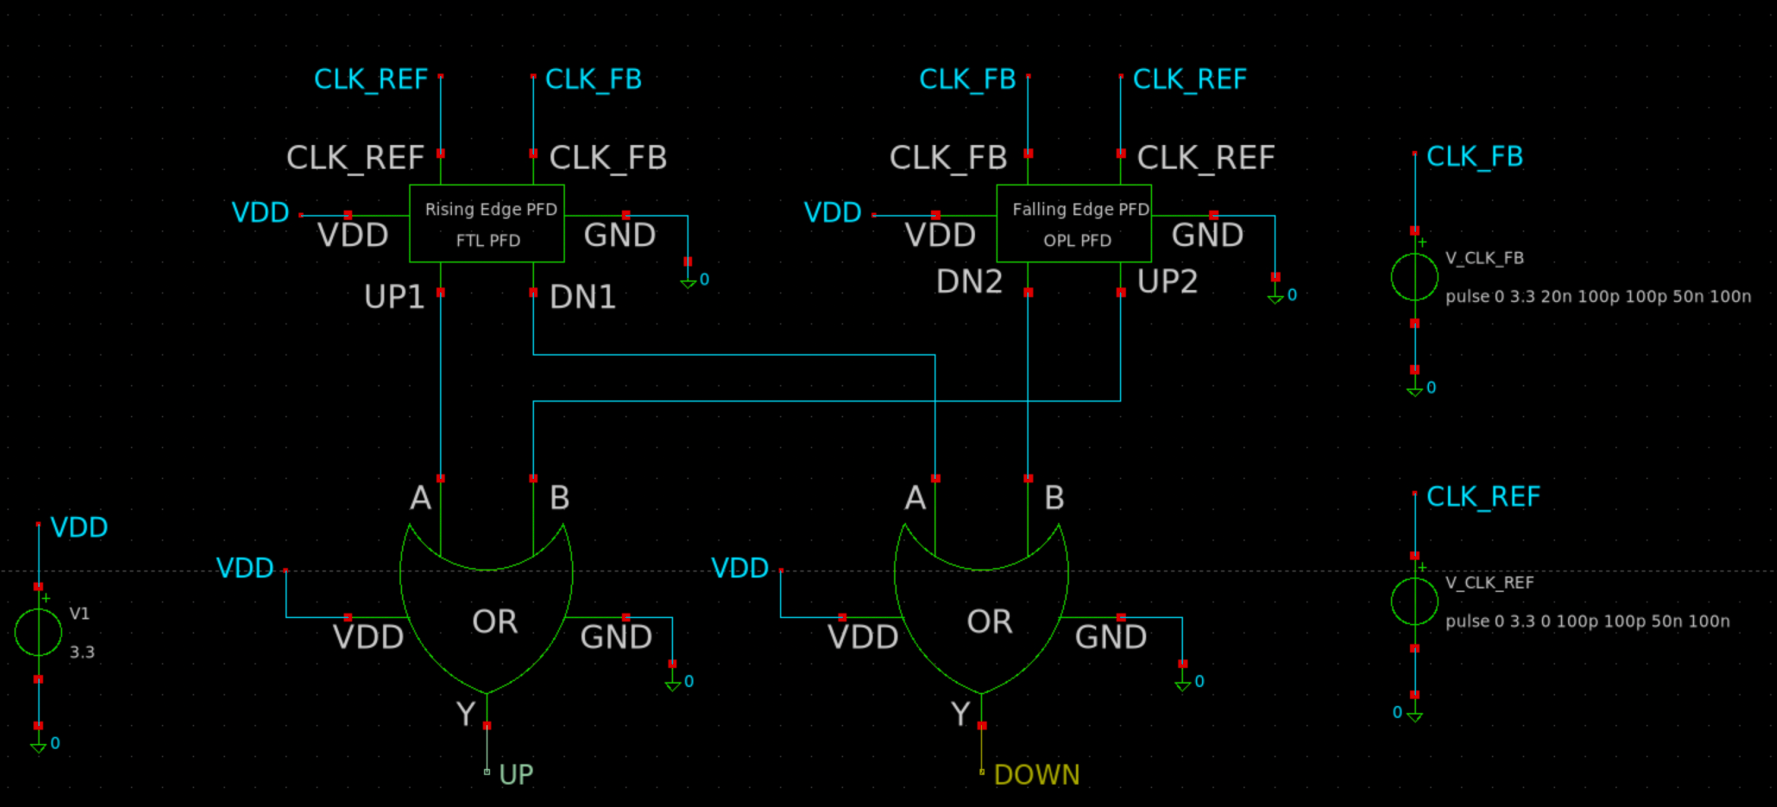 CLK_REF CLK_FB CLK_FB CLK_REF
CLK_REF CLK_FB CLK_FB CLK_REF CLK_FB
VDD Rising Edge PFD VDD Falling Edge PFD
VDD FTL PFD GND VDD OPL PFD GND
V_CLK_FB
0 DN2 UP2
UP1 DN1 0 pulse 0 3.3 20n 100p 100p 50n 100n
0
A B A B CLK_REF
VDD
VDD VDD V_CLK_REF
V1 OR OR pulse 0 3.3 0 100p 100p 50n 100n
VDD GND VDD GND
3.3
0 0
Y Y 0
0
UP DOWN